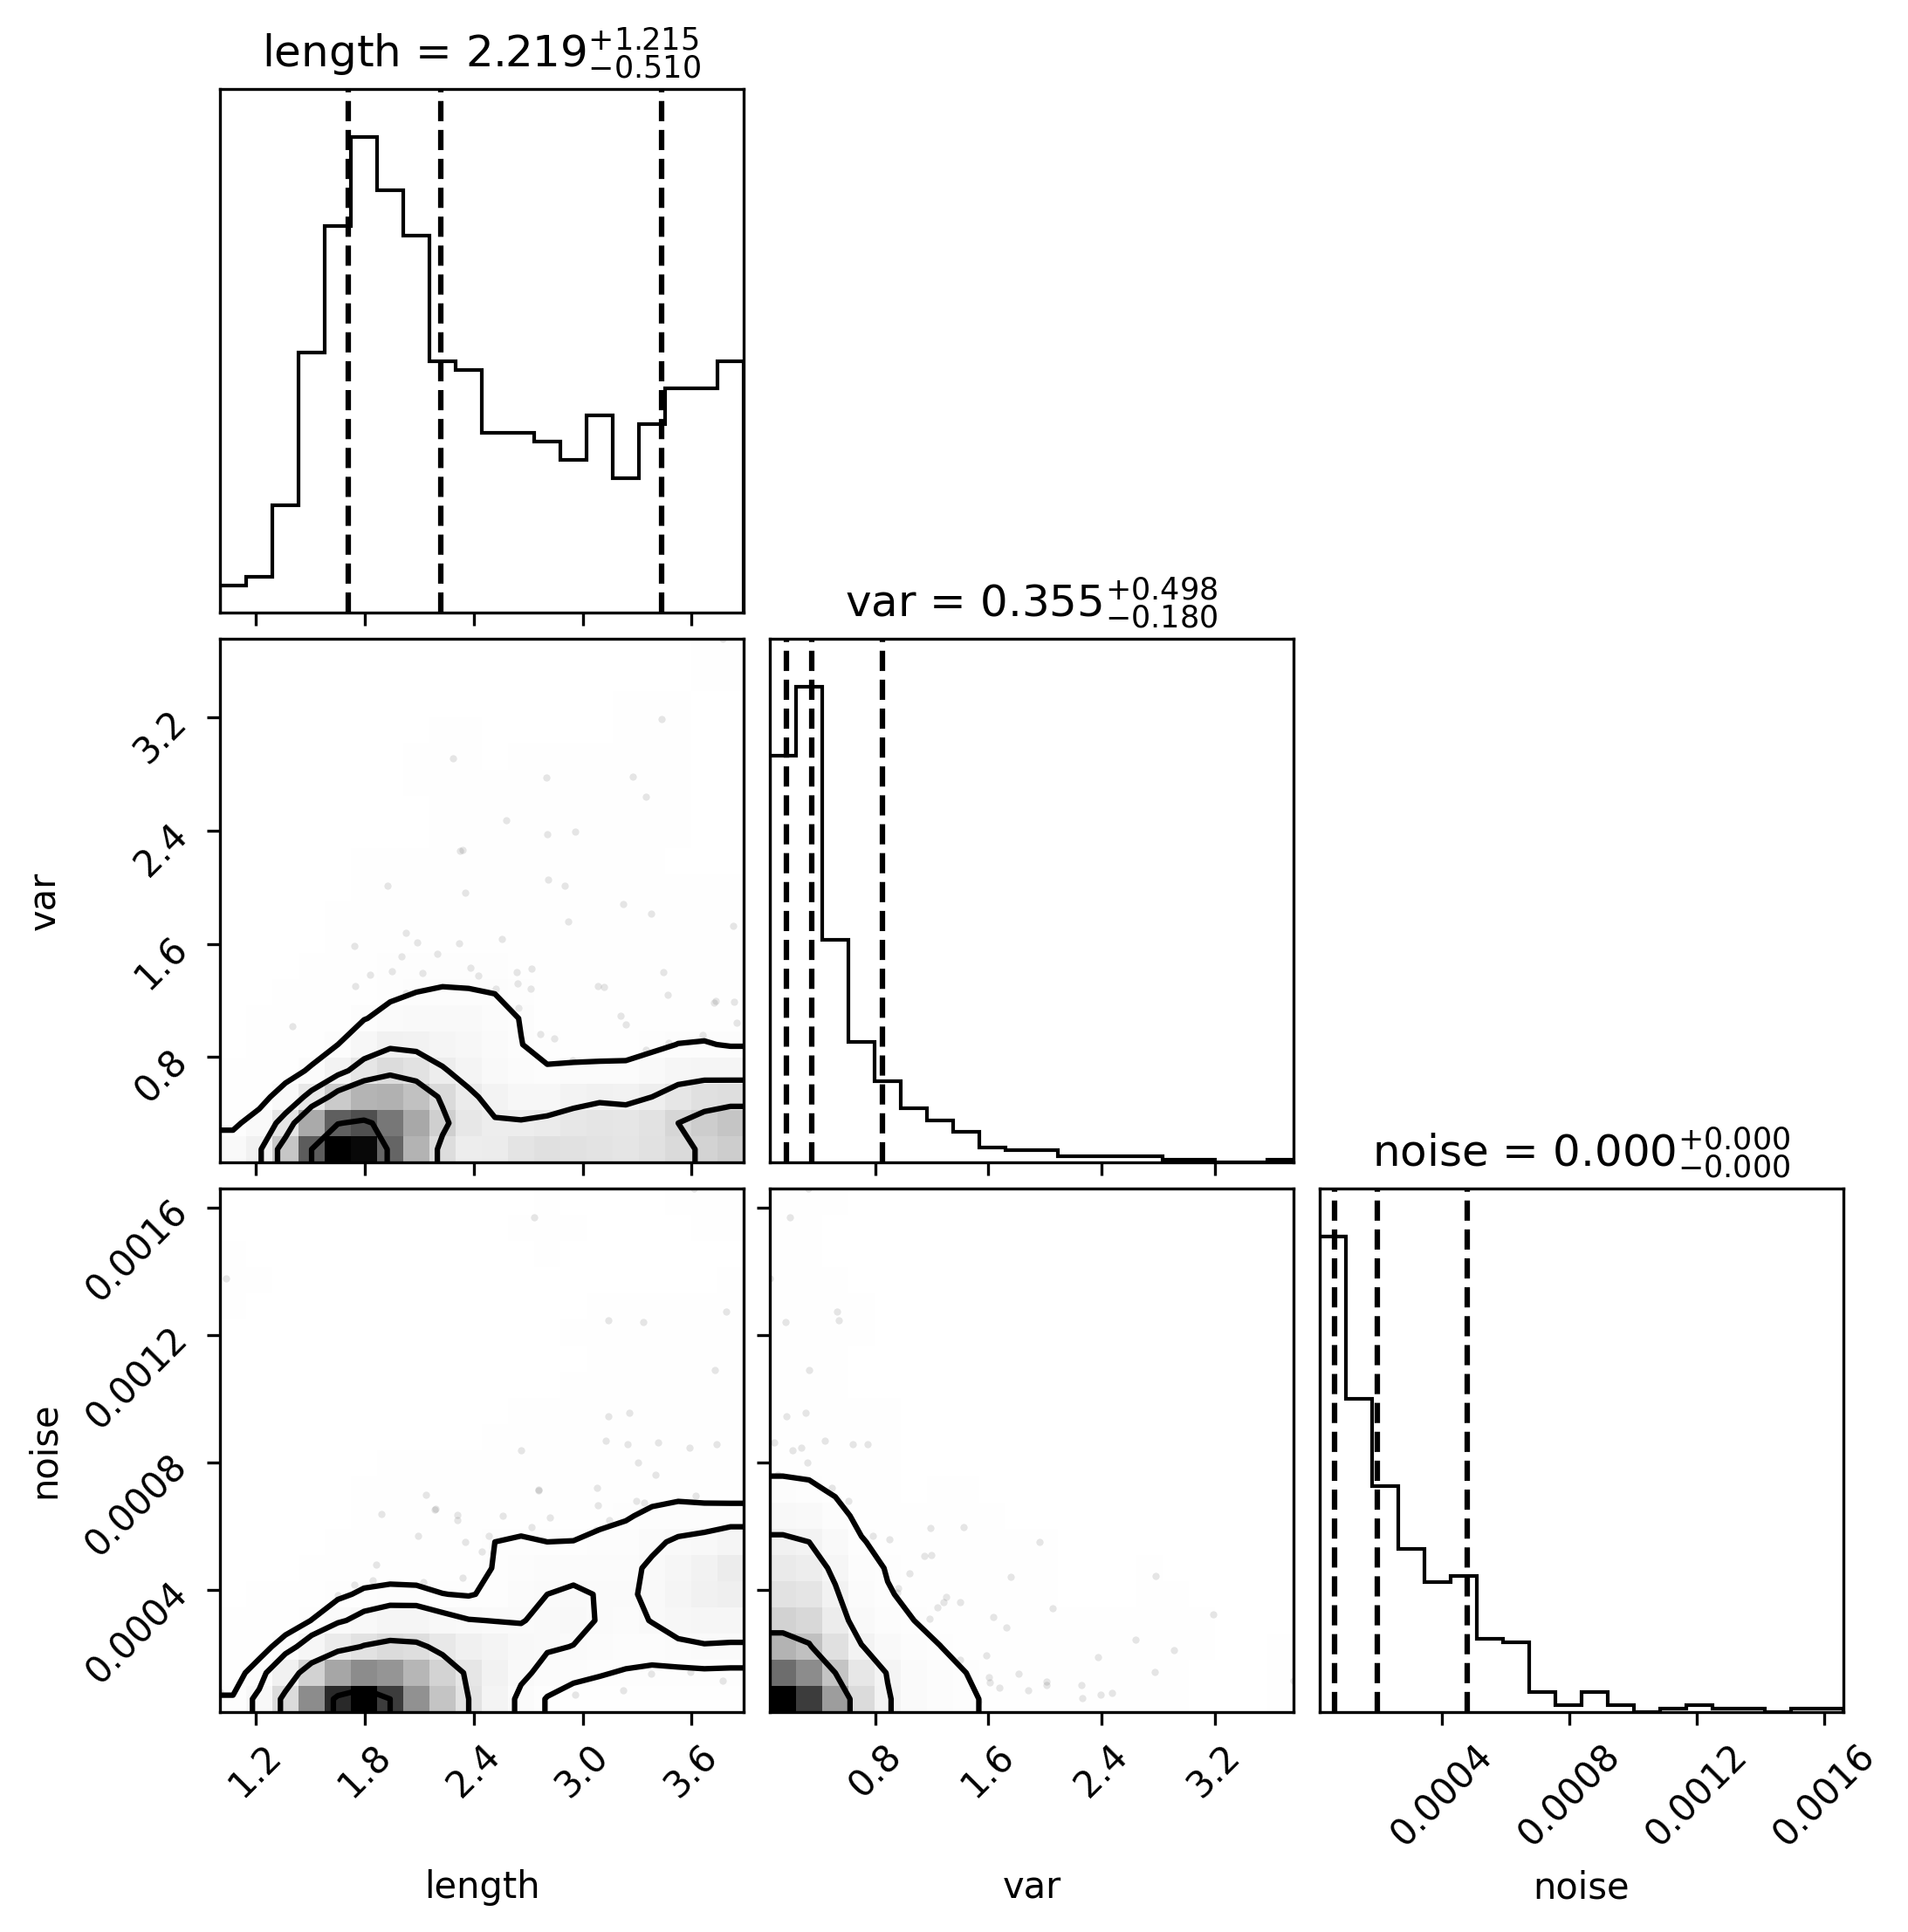 length = 2.219 +1.215 −0.510
var = 0.355 +0.498 −0.180
var
3.2
2.4
1.6
0.8
noise = 0.000 +0.000 −0.000
noise
0.0016
0.0012
0.0008
0.0004
1.2 1.8 2.4 3.0 3.6
0.8 1.6 2.4 3.2
0.0004 0.0008 0.0012 0.0016
length var noise